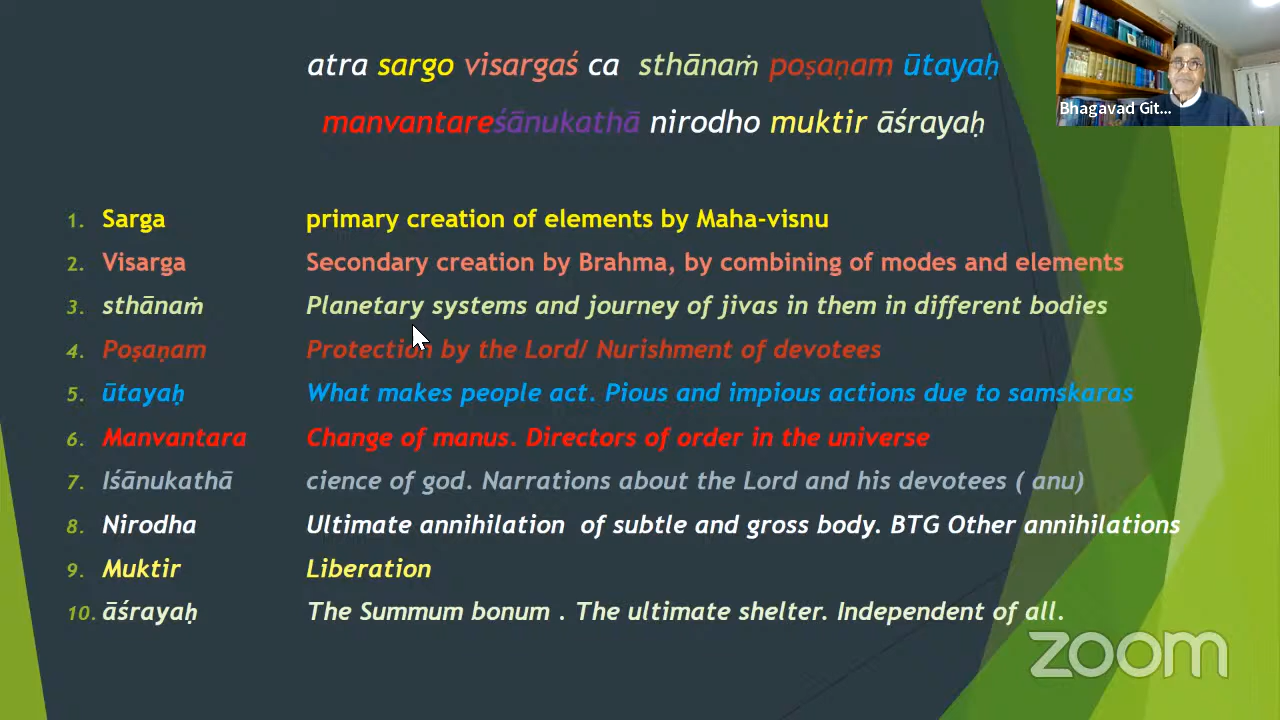 atra sargo visargaś ca sthānaṁ poṣaṇam ūtayaḥ
manvantareśānukathā nirodho muktir āśrayaḥ
Bhagavad Git...
1. Sarga primary creation of elements by Maha-visnu
2. Visarga Secondary creation by Brahma, by combining of modes and elements
3. sthānaṁ Planetary systems and journey of jivas in them in different bodies
4. Poṣaṇam Protection by the Lord/ Nurishment of devotees
5. ūtayaḥ What makes people act. Pious and impious actions due to samskaras
6. Manvantara Change of manus. Directors of order in the universe
7. Iśānukathā cience of god. Narrations about the Lord and his devotees ( anu)
8. Nirodha Ultimate annihilation of subtle and gross body. BTG Other annihilations
9. Muktir Liberation
10. āśrayaḥ The Summum bonum . The ultimate shelter. Independent of all.
zoom